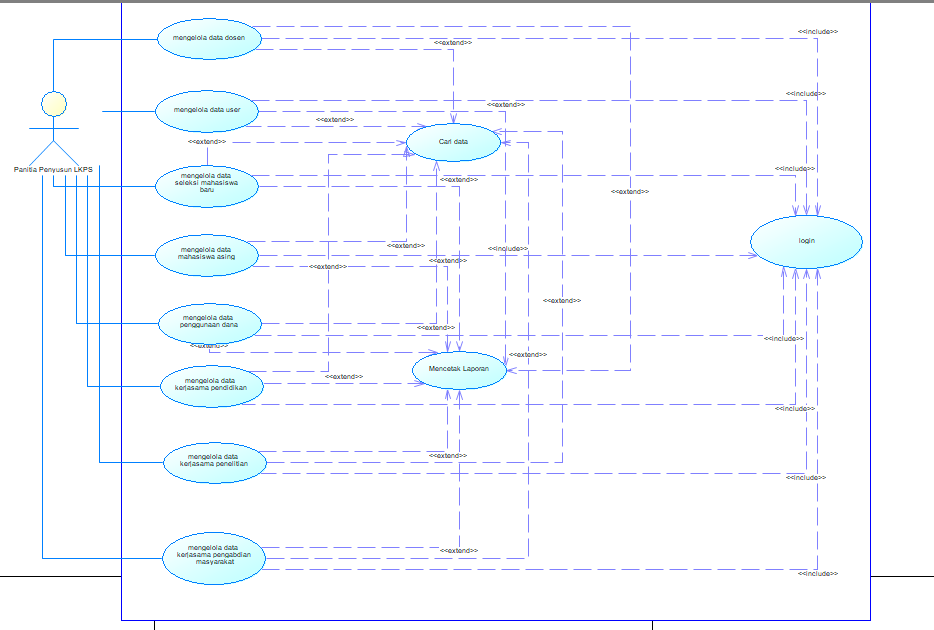 <<include>>
mengelola data dosen
<<extend>>
<<include>>
<<extend>>
mengelola data user
<<extend>>
<<extend>>
Cari data
Panitia Penyusun LKPS
<<include>>
mengelola data
seleksi mahasiswa
baru
<<extend>>
<<extend>>
login
<<extend>>
<<include>>
mengelola data
mahasiswa asing
<<extend>>
<<extend>>
<<extend>>
mengelola data
penggunaan dana
<<extend>>
<<include>>
<<extend>>
<<extend>>
Mencetak Laporan
<<extend>>
mengelola data
kerjasama pendidikan
<<include>>
mengelola data
kerjasama penelitian
<<extend>>
<<include>>
mengelola data
kerjasama pengabdian
masyarakat
<<extend>>
<<include>>